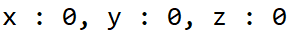 x : 0, y : 0, z : 0